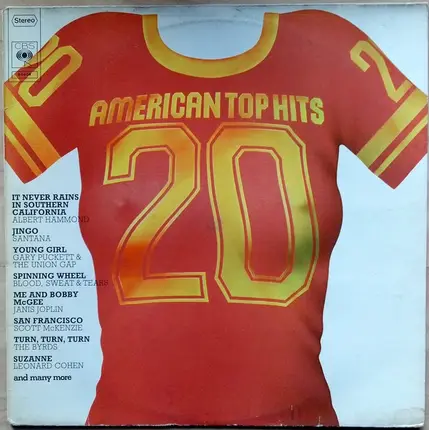 Stereo
CBS
20
20
AMERICAN TOP HITS
20
IT NEVER RAINS
IN SOUTHERN
CALIFORNIA
ALBERT HAMMOND
JINGO
SANTANA
YOUNG GIRL
GARY PUCKETT &
THE UNION GAP
SPINNING WHEEL
BLOOD, SWEAT & TEARS
ME AND BOBBY
McGEE
JANIS JOPLIN
SAN FRANCISCO
SCOTT McKENZIE
TURN, TURN, TURN
THE BYRDS
SUZANNE
LEONARD COHEN
and many more